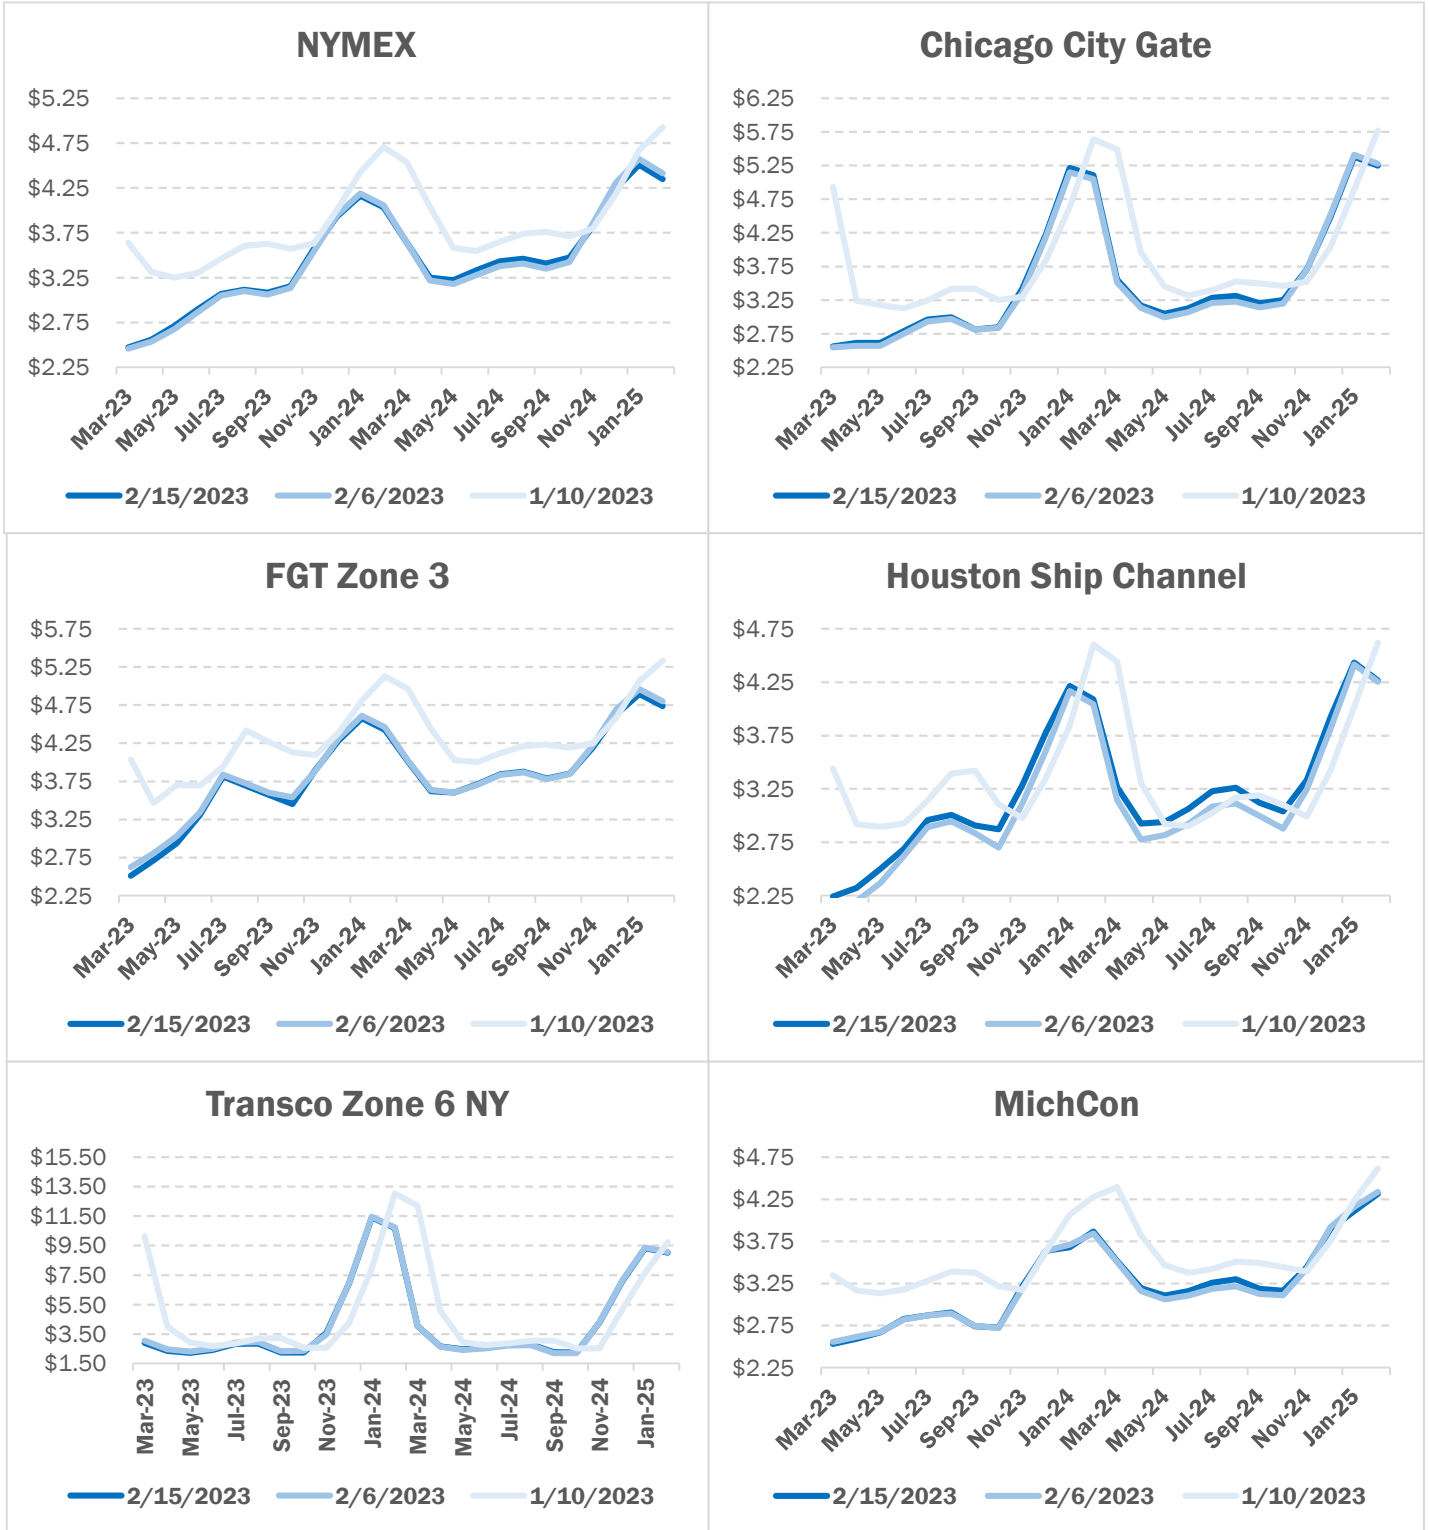 NYMEX
$5.25
$4.75
$4.25
$3.75
$3.25
$2.75
$2.25
Mar-23 May-23 Jul-23 Sep-23 Nov-23 Jan-24 Mar-24 May-24 Jul-24 Sep-24 Nov-24 Jan-25
2/15/2023 2/6/2023 1/10/2023
Chicago City Gate
$6.25
$5.75
$5.25
$4.75
$4.25
$3.75
$3.25
$2.75
$2.25
Mar-23 May-23 Jul-23 Sep-23 Nov-23 Jan-24 Mar-24 May-24 Jul-24 Sep-24 Nov-24 Jan-25
2/15/2023 2/6/2023 1/10/2023
FGT Zone 3
$5.75
$5.25
$4.75
$4.25
$3.75
$3.25
$2.75
$2.25
Mar-23 May-23 Jul-23 Sep-23 Nov-23 Jan-24 Mar-24 May-24 Jul-24 Sep-24 Nov-24 Jan-25
2/15/2023 2/6/2023 1/10/2023
Houston Ship Channel
$4.75
$4.25
$3.75
$3.25
$2.75
$2.25
Mar-23 May-23 Jul-23 Sep-23 Nov-23 Jan-24 Mar-24 May-24 Jul-24 Sep-24 Nov-24 Jan-25
2/15/2023 2/6/2023 1/10/2023
Transco Zone 6 NY
$15.50
$13.50
$11.50
$9.50
$7.50
$5.50
$3.50
$1.50
Mar-23 May-23 Jul-23 Sep-23 Nov-23 Jan-24 Mar-24 May-24 Jul-24 Sep-24 Nov-24 Jan-25
2/15/2023 2/6/2023 1/10/2023
MichCon
$4.75
$4.25
$3.75
$3.25
$2.75
$2.25
Mar-23 May-23 Jul-23 Sep-23 Nov-23 Jan-24 Mar-24 May-24 Jul-24 Sep-24 Nov-24 Jan-25
2/15/2023 2/6/2023 1/10/2023